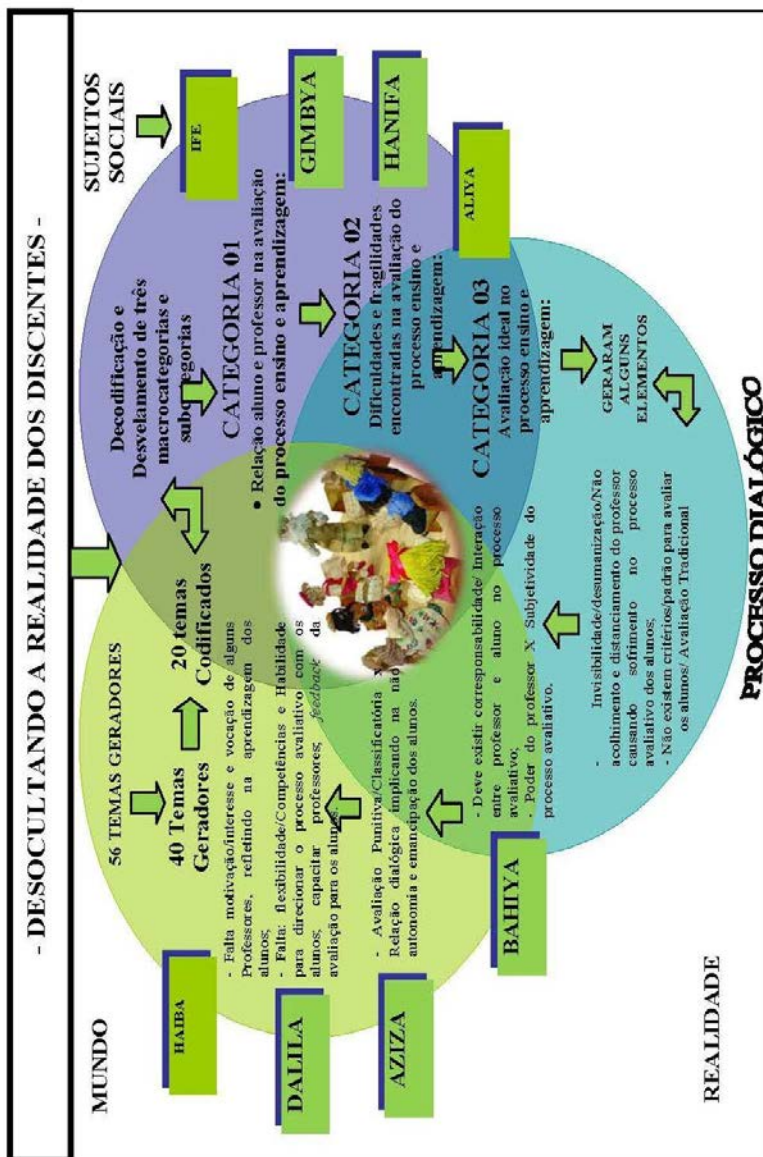 - DESOCULTANDO A REALIDADE DOS DISCENTES -
MUNDO
SUJEITOS
SOCIAIS
56 TEMAS GERADORES
40 Temas
Geradores
20 temas
Codificados
Decodificação e
Desvelamento de três
macrocategorias e
subcategorias
CATEGORIA 01
• Relação aluno e professor na avaliação
do processo ensino e aprendizagem:
CATEGORIA 02
Dificuldades e fragilidades
encontradas na avaliação do
processo ensino e
aprendizagem:
CATEGORIA 03
Avaliação ideal no
processo ensino e
aprendizagem:
GERARAM
ALGUNS
ELEMENTOS
- Invisibilidade/desumanização/Não
acolhimento e distanciamento do professor
causando sofrimento no processo
avaliativo dos alunos;
- Não existem critérios/padrão para avaliar
os alunos/ Avaliação Tradicional
- Deve existir corresponsabilidade/ Interação
entre professor e aluno no processo
avaliativo;
- Poder do professor X Subjetividade do
processo avaliativo.
- Avaliação Punitiva/Classificatória x
Relação dialógica implicando na não
autonomia e emancipação dos alunos.
- Falta motivação/interesse e vocação de alguns
Professores, refletindo na aprendizagem dos
alunos;
- Falta: flexibilidade/Competências e Habilidade
para direcionar o processo avaliativo com os
alunos; capacitar professores; feedback da
avaliação para os alunos.
HAIBA
DALILA
AZIZA
BAHIYA
IFE
GIMBYA
HANIFA
ALIYA
REALIDADE
PROCESSO DIALÓGICO